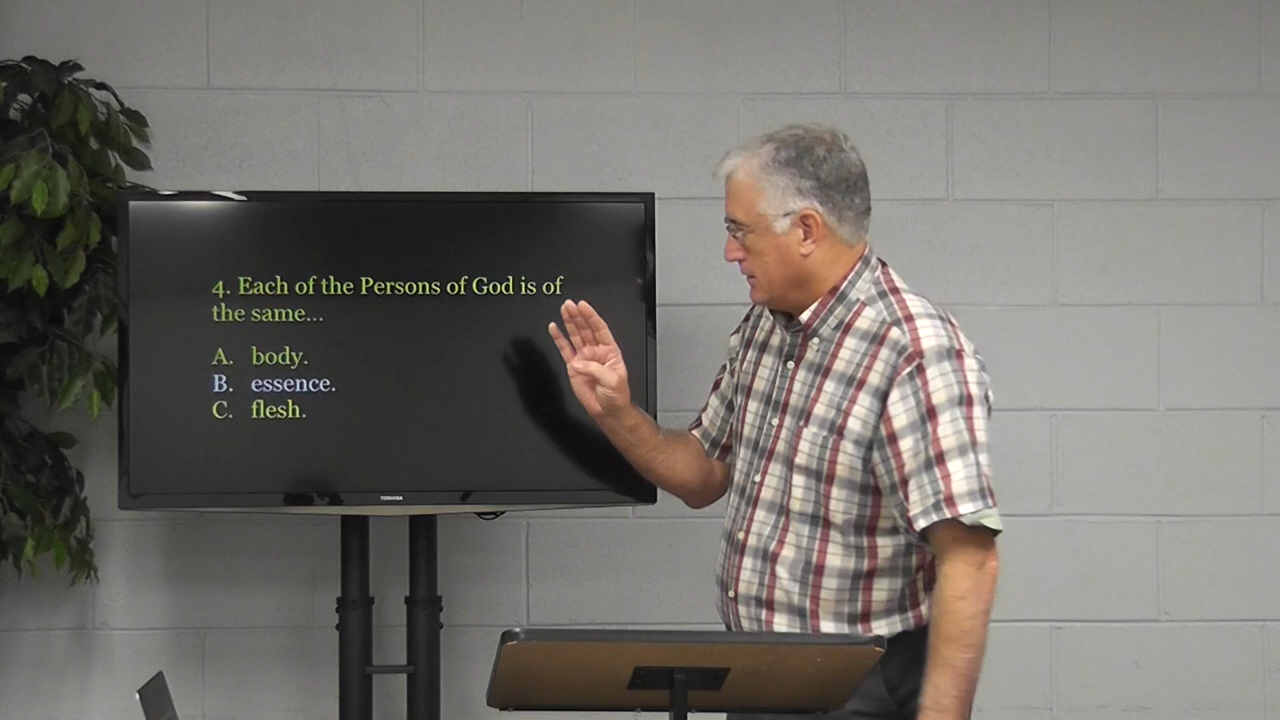 4. Each of the Persons of God is of
the same...
A. body.
B. essence.
C. flesh.
TOSHIBA